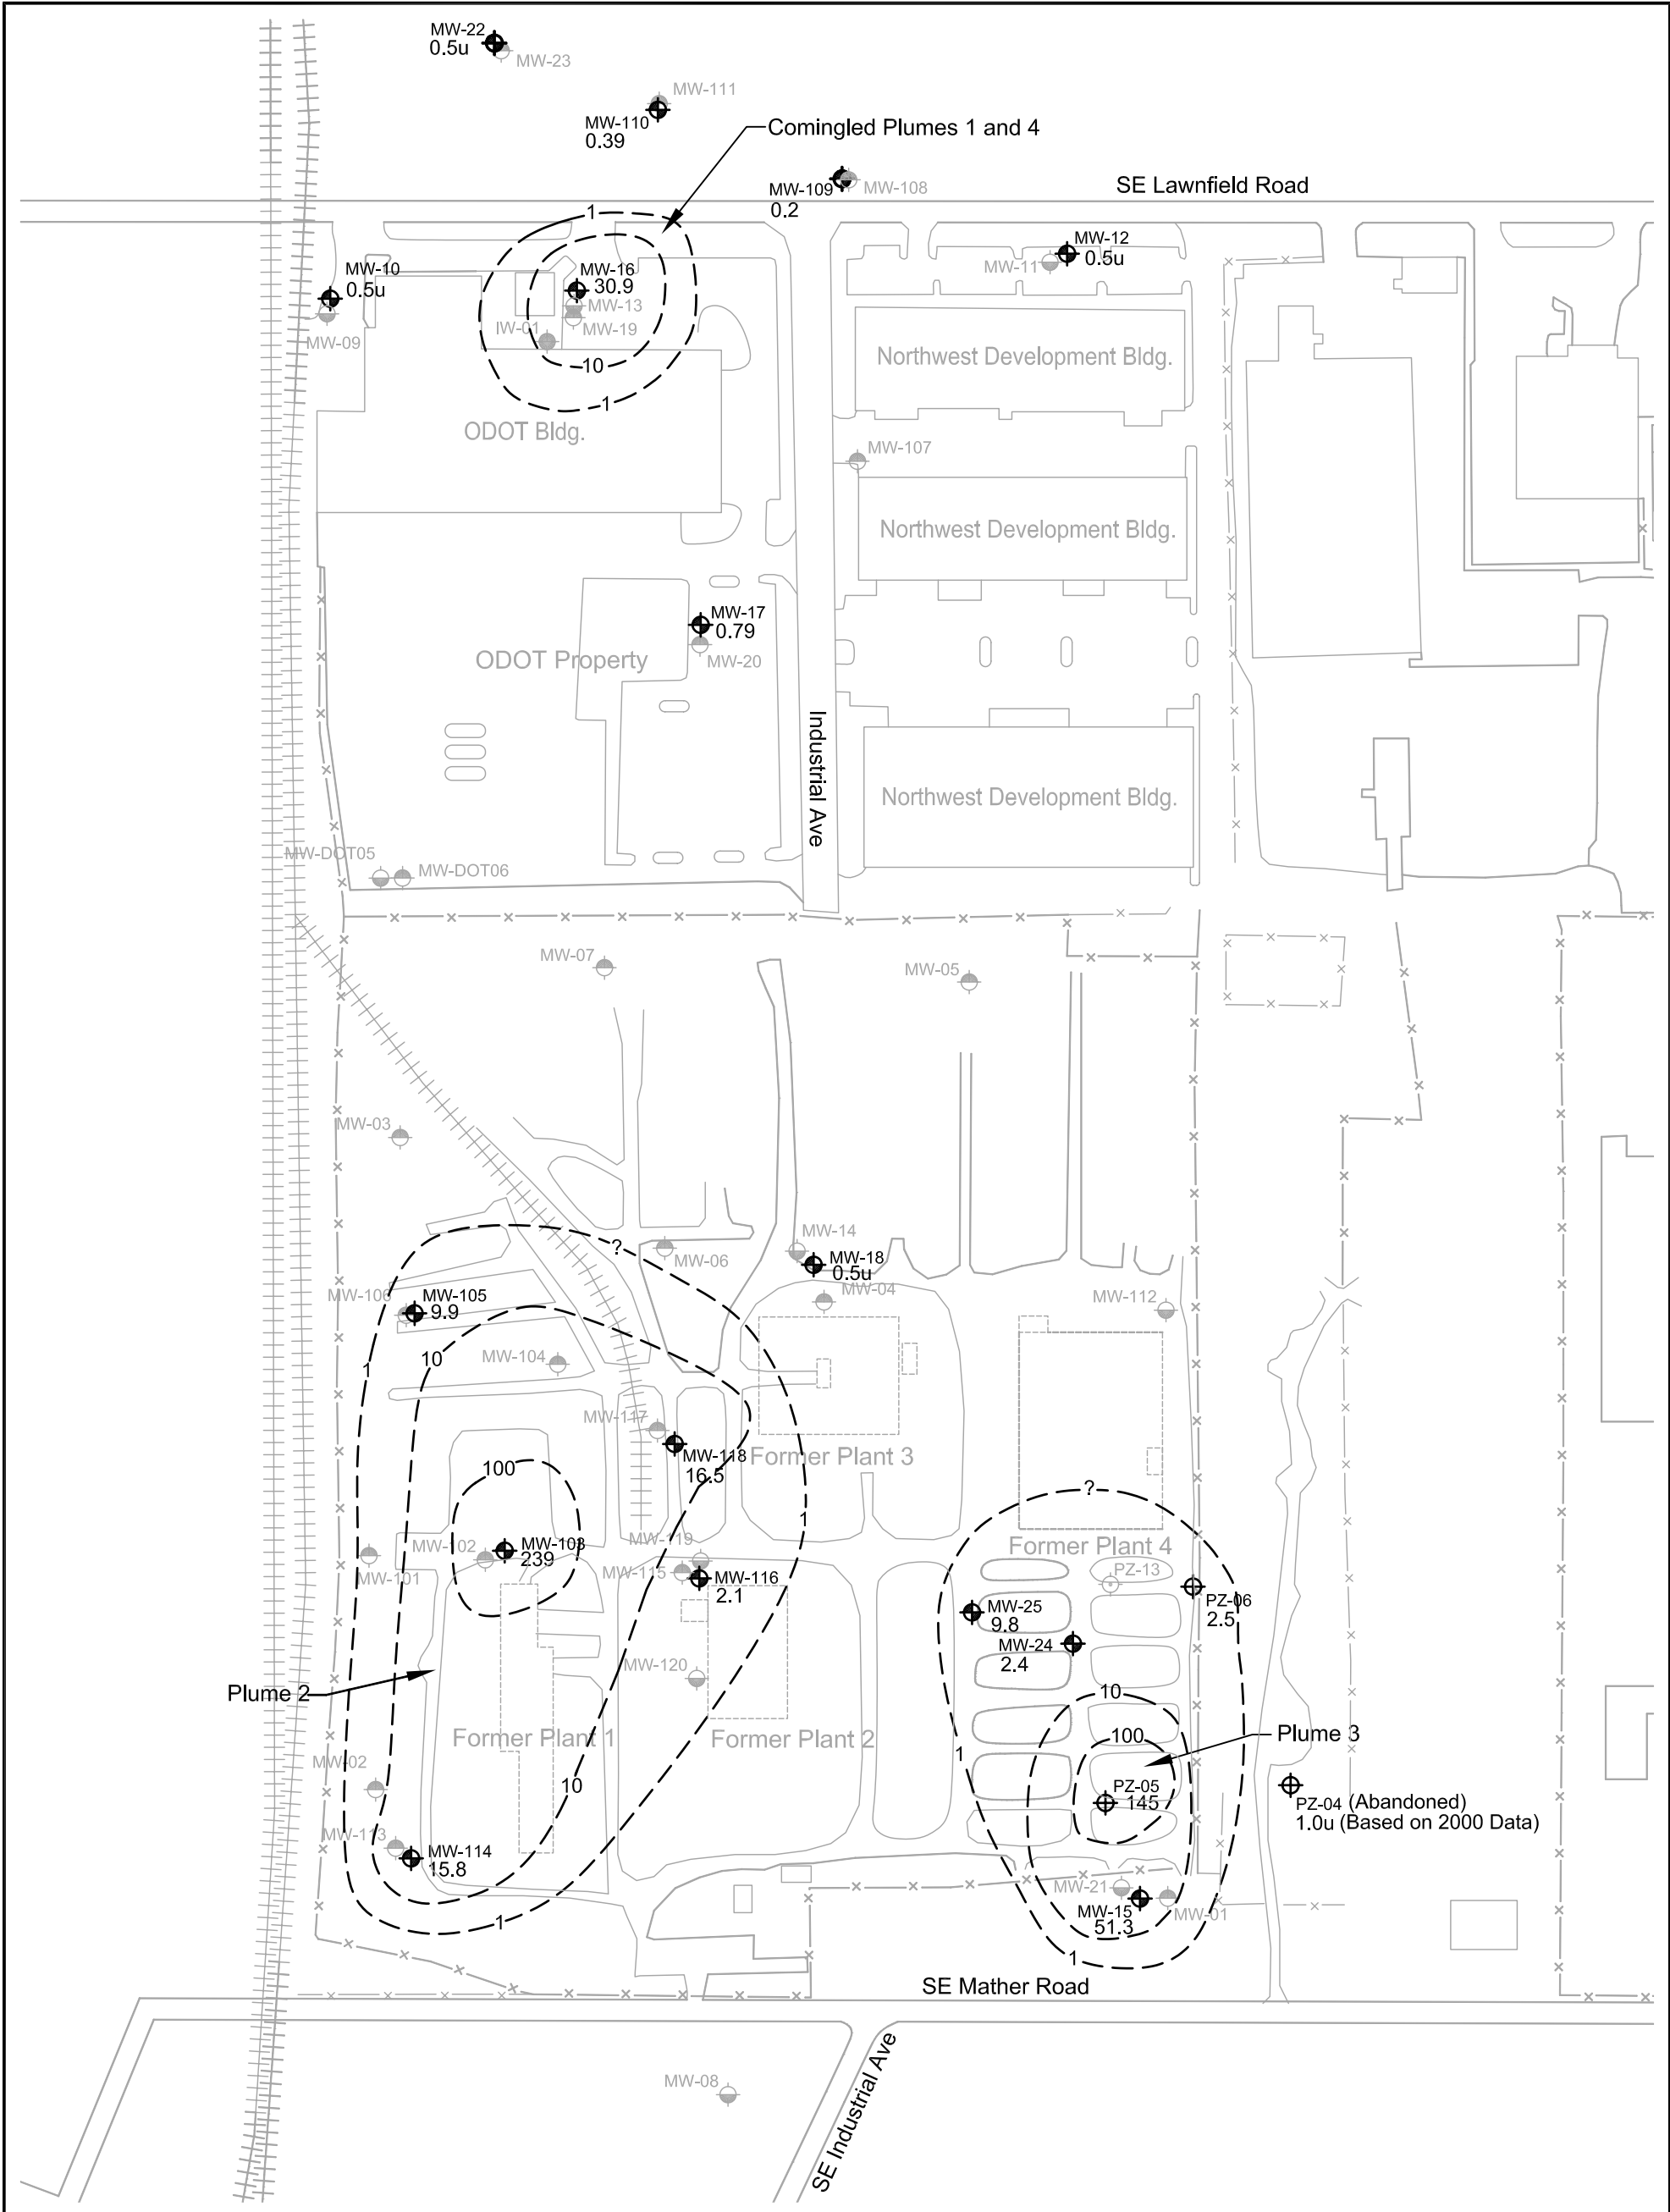 MW-22
0.5u
MW-23
MW-111
MW-110
0.39
Comingled Plumes 1 and 4
MW-109
0.2
MW-108
SE Lawnfield Road
1
MW-12
0.5u
MW-11
MW-10
0.5u
MW-09
MW-16
30.9
MW-13
MW-19
IW-01
10
1
ODOT Bldg.
Northwest Development Bldg.
MW-107
Northwest Development Bldg.
MW-17
0.79
MW-20
ODOT Property
Industrial Ave
Northwest Development Bldg.
MW-DOT05
MW-DOT06
MW-07
MW-05
MW-03
?
MW-06
MW-14
MW-18
0.5u
MW-04
MW-112
MW-106
MW-105
9.9
1
10
MW-104
MW-117
MW-118
16.5
Former Plant 3
100
?
1
MW-102
MW-103
239
MW-101
MW-119
MW-115
MW-116
2.1
Former Plant 4
PZ-13
PZ-06
2.5
MW-25
9.8
MW-24
2.4
MW-120
Plume 2
10
Former Plant 1
Former Plant 2
100
Plume 3
1
MW-02
10
PZ-05
145
PZ-04 (Abandoned)
1.0u (Based on 2000 Data)
MW-113
MW-114
15.8
MW-21
MW-15
51.3
MW-01
1
1
SE Mather Road
MW-08
SE Industrial Ave